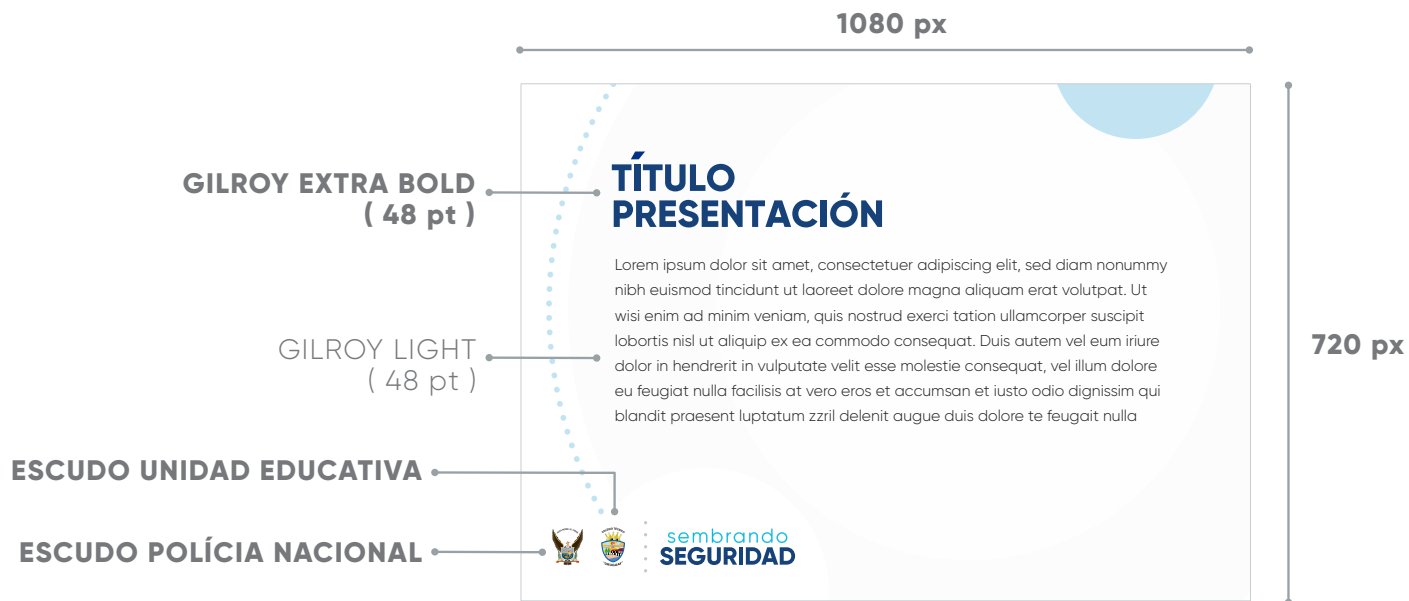 1080 px
GILROY EXTRA BOLD
( 48 pt )
TÍTULO
PRESENTACIÓN
Lorem ipsum dolor sit amet, consectetuer adipiscing elit, sed diam nonummy
nibh euismod tincidunt ut laoreet dolore magna aliquam erat volutpat. Ut
wisi enim ad minim veniam, quis nostrud exerci tation ullamcorper suscipit
lobortis nisl ut aliquip ex ea commodo consequat. Duis autem vel eum iriure
dolor in hendrerit in vulputate velit esse molestie consequat, vel illum dolore
eu feugiat nulla facilisis at vero eros et accumsan et iusto odio dignissim qui
blandit praesent luptatum zzril delenit augue duis dolore te feugait nulla
GILROY LIGHT
( 48 pt )
720 px
ESCUDO UNIDAD EDUCATIVA
ESCUDO POLÍCIA NACIONAL
sembrando
SEGURIDAD